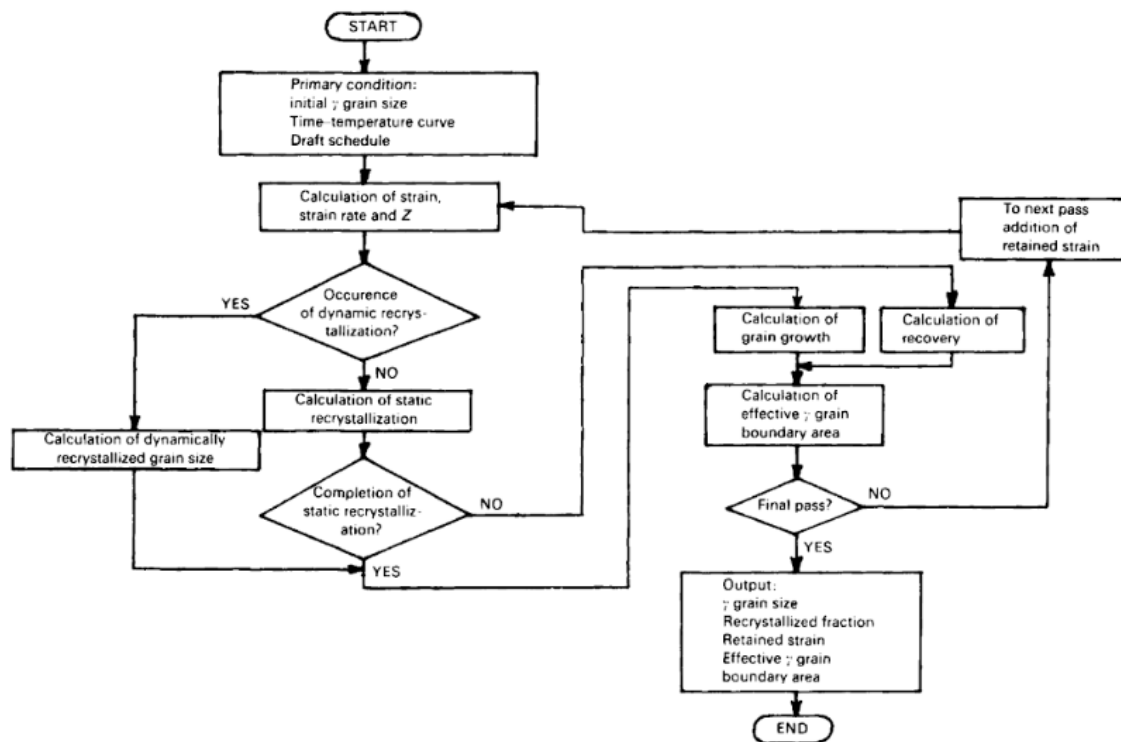 START
Primary condition:
initial γ grain size
Time–temperature curve
Draft schedule
Calculation of strain,
strain rate and Z
To next pass
addition of
retained strain
YES
Occurence
of dynamic recrys-
tallization?
NO
Calculation of
grain growth
Calculation of
recovery
Calculation of static
recrystallization
Calculation of
effective γ grain
boundary area
Calculation of dynamically
recrystallized grain size
Completion of
static recrystalliz-
ation?
NO
YES
Final pass?
NO
YES
Output:
γ grain size
Recrystallized fraction
Retained strain
Effective γ grain
boundary area
END